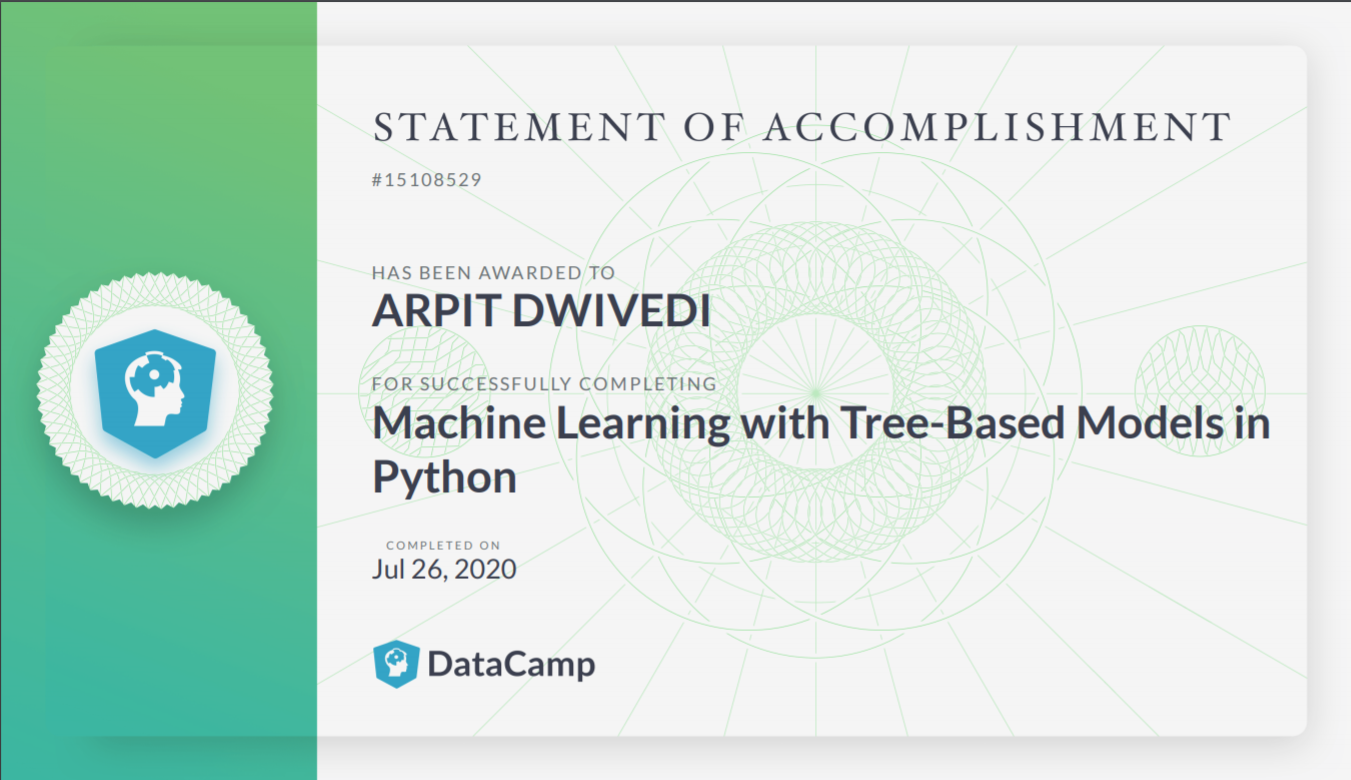 STATEMENT OF ACCOMPLISHMENT
#15108529
HAS BEEN AWARDED TO
ARPIT DWIVEDI
FOR SUCCESSFULLY COMPLETING
Machine Learning with Tree-Based Models in
Python
COMPLETED ON
Jul 26, 2020
DataCamp